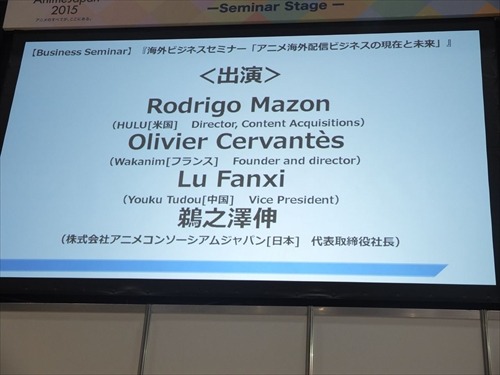 AnimeJapan
2015
—Seminar Stage—
【Business Seminar】『海外ビジネスセミナー「アニメ海外配信ビジネスの現在と未来」』
＜出演＞
Rodrigo Mazon
（HULU[米国]　Director, Content Acquisitions）
Olivier Cervantès
（Wakanim[フランス]　Founder and director）
Lu Fanxi
（Youku Tudou[中国]　Vice President）
鵜之澤伸
（株式会社アニメコンソーシアムジャパン[日本]　代表取締役社長）